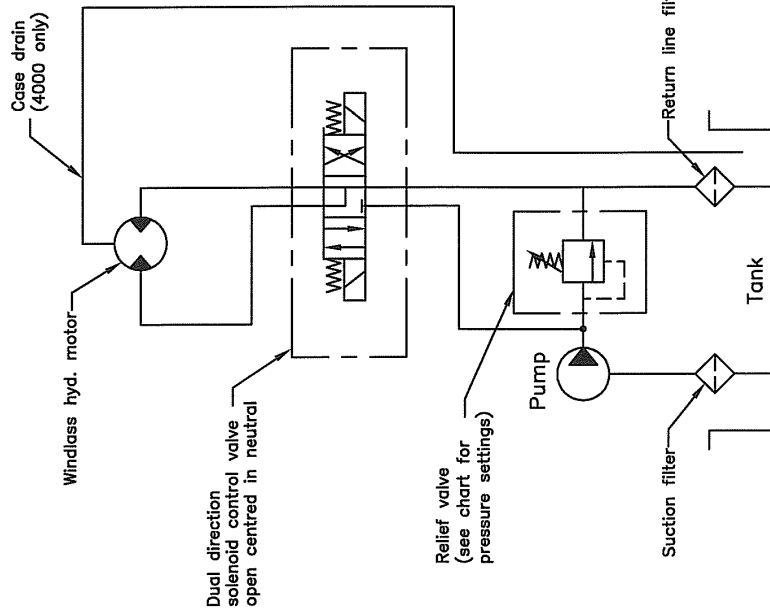 Case drain
(4000 only)
Windlass hyd. motor
Dual direction
solenoid control valve
open centred in neutral
Relief valve
(see chart for
pressure settings)
Pump
Suction filter
Return line
Tank